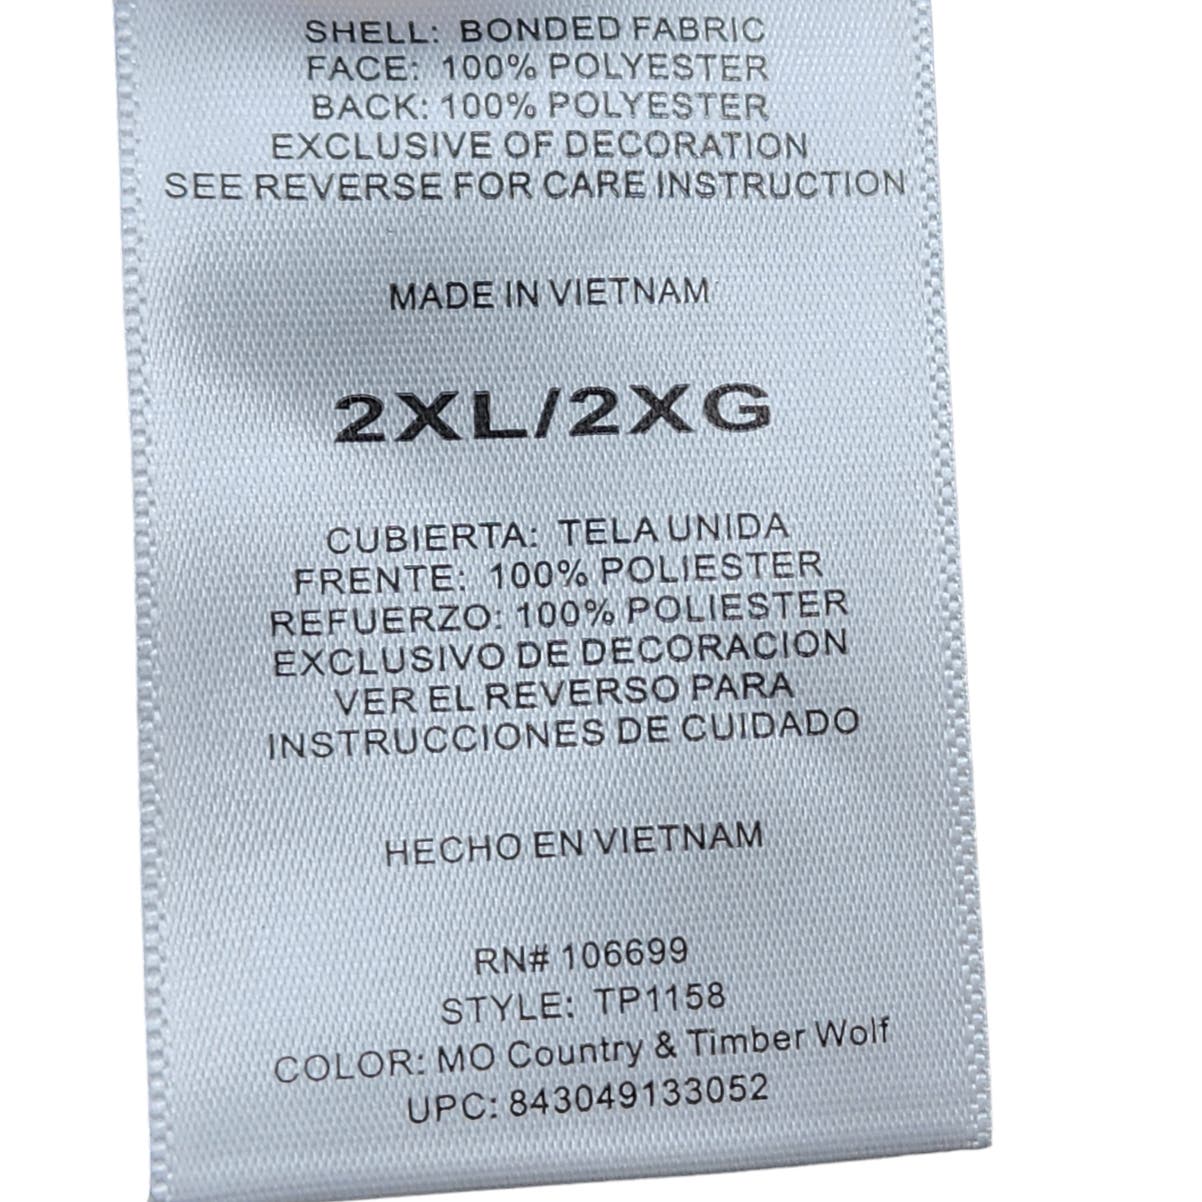 SHELL: BONDED FABRIC
FACE: 100% POLYESTER
BACK: 100% POLYESTER
EXCLUSIVE OF DECORATION
SEE REVERSE FOR CARE INSTRUCTION
MADE IN VIETNAM
2XL/2XG
CUBIERTA: TELA UNIDA
FRENTE: 100% POLIESTER
REFUERZO: 100% POLIESTER
EXCLUSIVO DE DECORACION
VER EL REVERSO PARA
INSTRUCCIONES DE CUIDADO
HECHO EN VIETNAM
RN# 106699
STYLE: TP1158
COLOR: MO Country & Timber Wolf
UPC: 843049133052